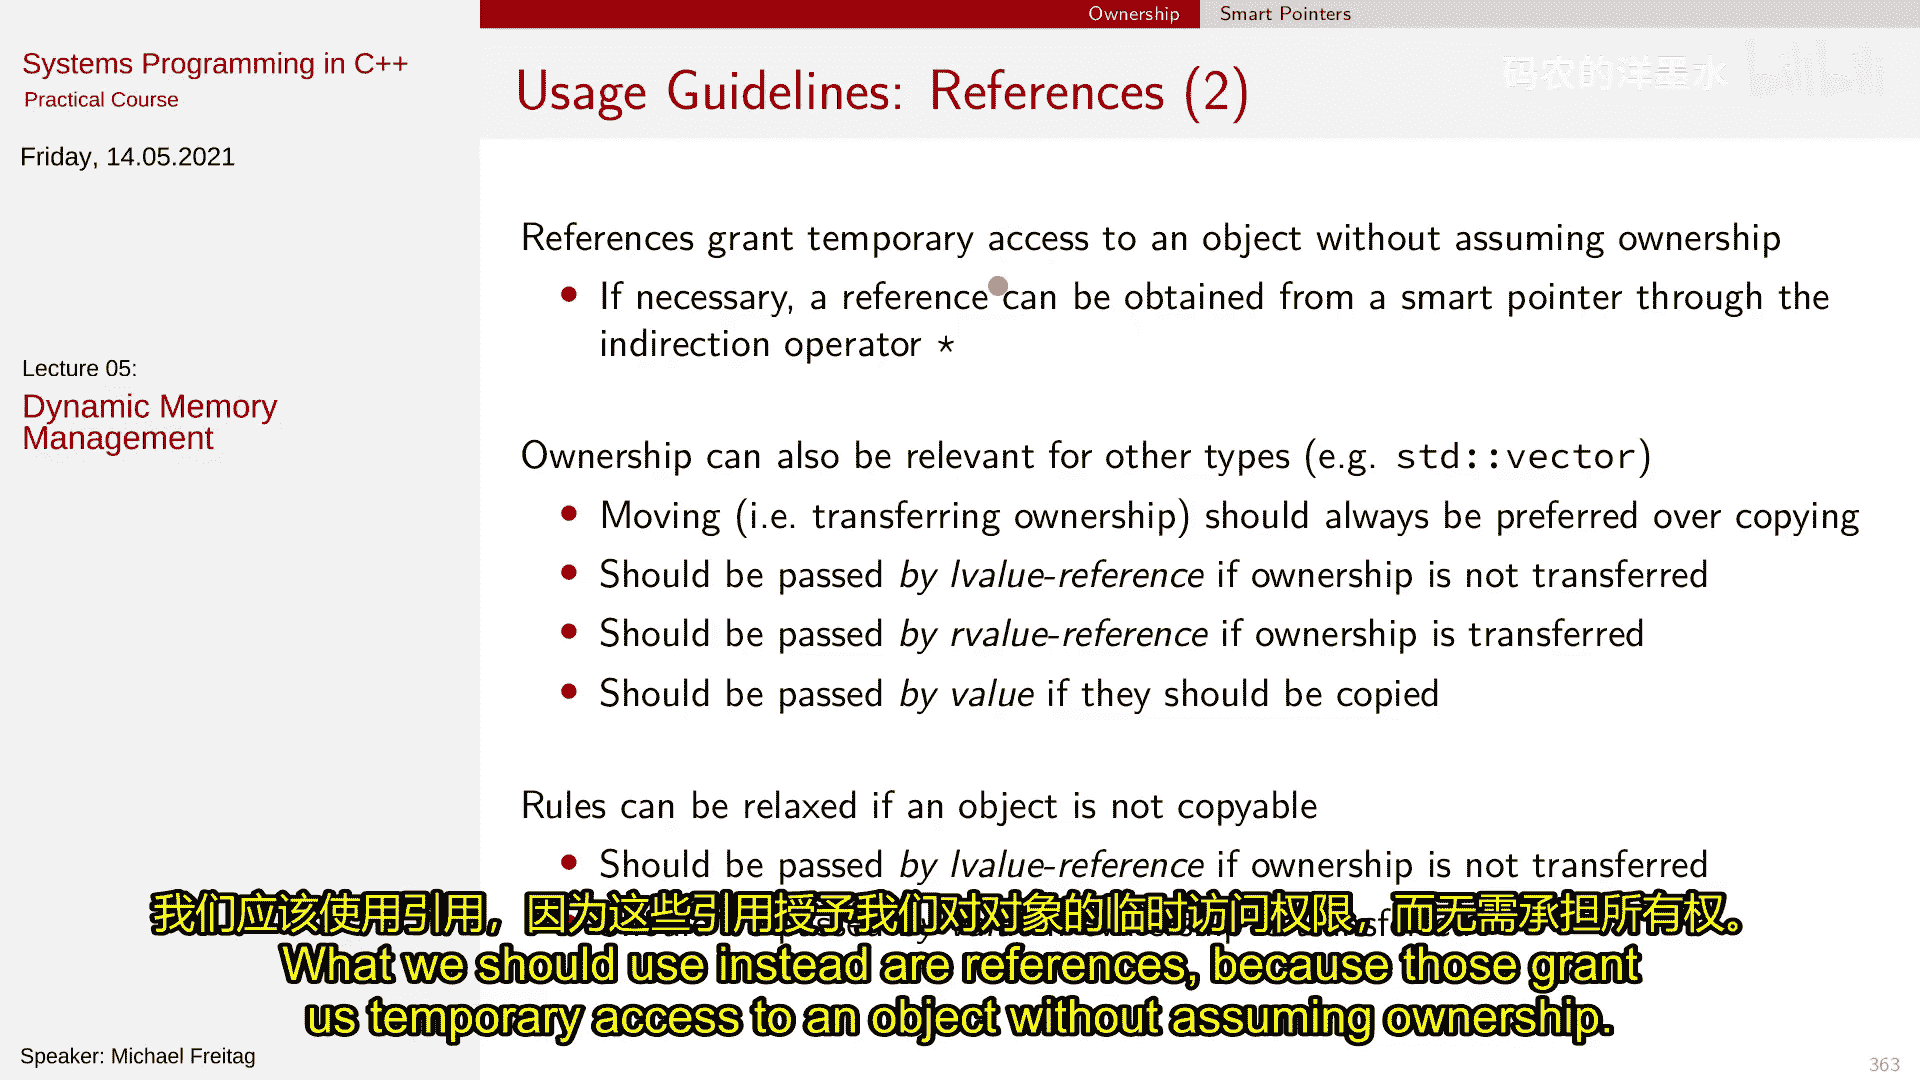 Ownership
Smart Pointers
Systems Programming in C++
Practical Course
Friday, 14.05.2021
Lecture 05:
Dynamic Memory
Management
Speaker: Michael Freitag
Usage Guidelines: References (2)
码农的洋墨水
References grant temporary access to an object without assuming ownership
• If necessary, a reference can be obtained from a smart pointer through the
indirection operator *
Ownership can also be relevant for other types (e.g. std::vector)
• Moving (i.e. transferring ownership) should always be preferred over copying
• Should be passed by lvalue-reference if ownership is not transferred
• Should be passed by rvalue-reference if ownership is transferred
• Should be passed by value if they should be copied
Rules can be relaxed if an object is not copyable
• Should be passed by lvalue-reference if ownership is not transferred
我们应该使用引用，因为这些引用授予我们对对象的临时访问权限，而无需承担所有权。
What we should use instead are references, because those grant
us temporary access to an object without assuming ownership.
363